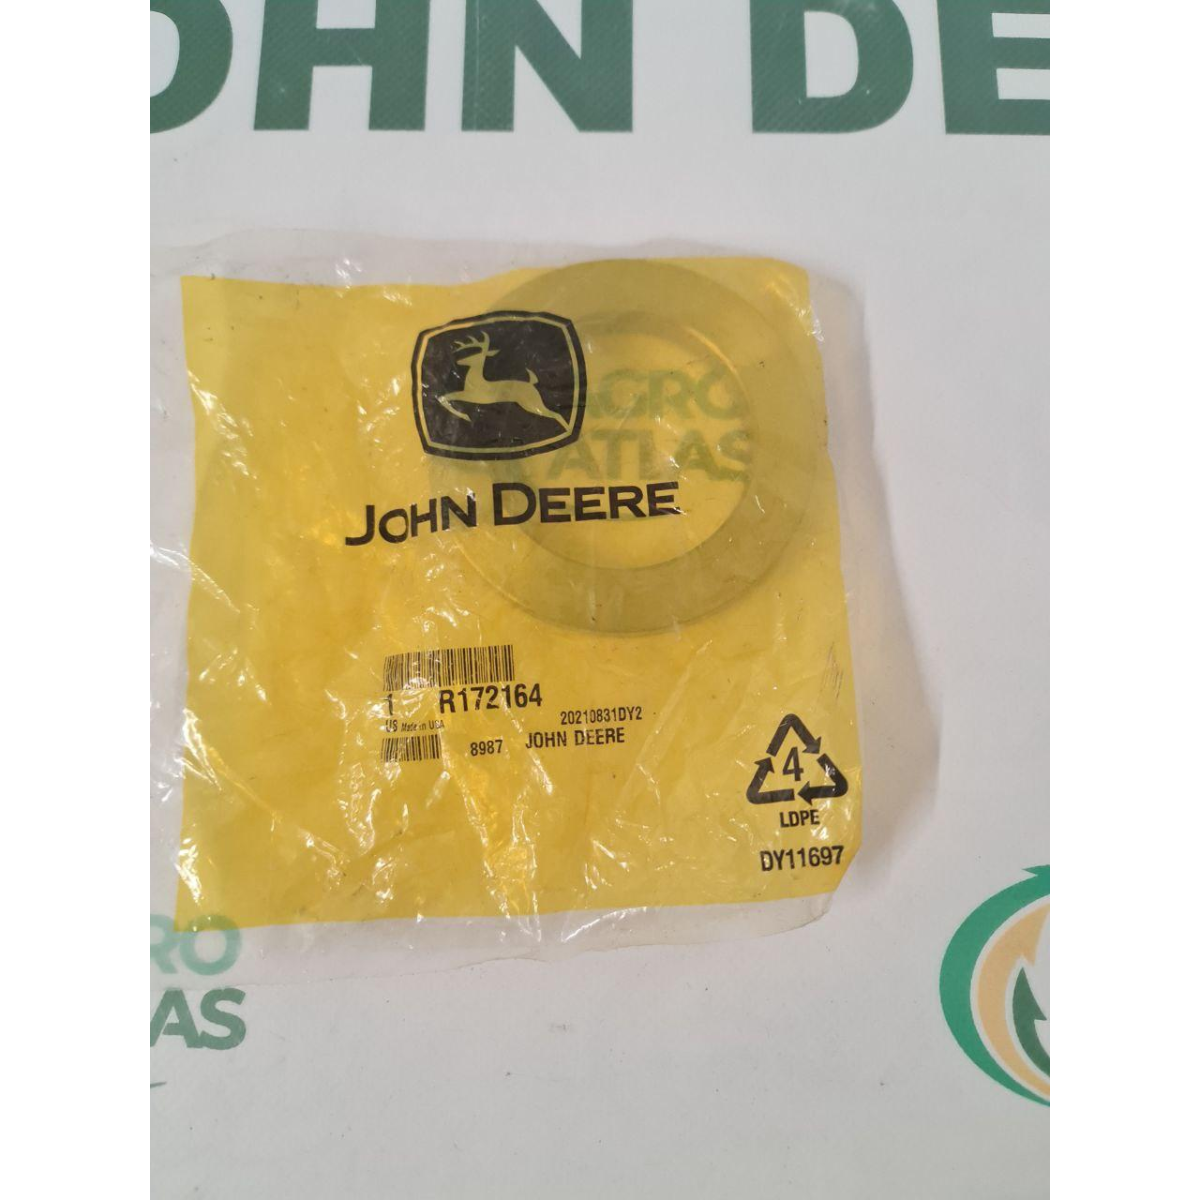 OHN DE
AGRO
ATLAS
JOHN DEERE
1 R172164
US Made in USA 20210831DY2
8987 JOHN DEERE
4
LDPE
DY11697
RO
AS